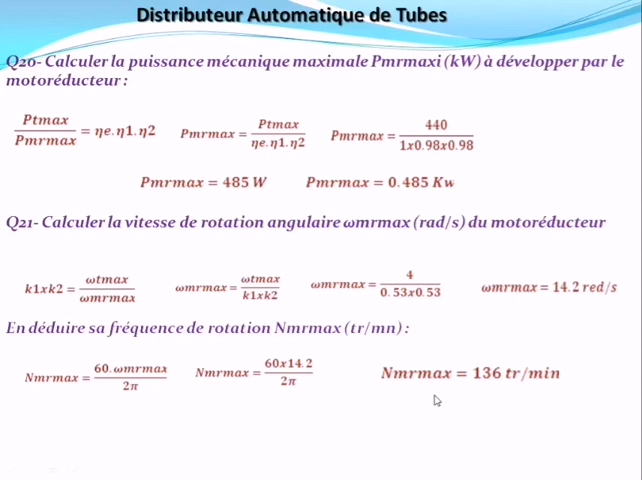 Distributeur Automatique de Tubes
Q20- Calculer la puissance mécanique maximale Pmrmaxi (kW) à développer par le
motoréducteur :
Ptmax/Pmrmax = ηe.η1.η2 Pmrmax = Ptmax/ηe.η1.η2 Pmrmax = 440/1x0.98x0.98
Pmrmax = 485 W Pmrmax = 0.485 Kw
Q21- Calculer la vitesse de rotation angulaire ωmrmax (rad/s) du motoréducteur
k1xk2 = ωtmax/ωmrmax ωmrmax = ωtmax/k1xk2 ωmrmax = 4/0.53x0.53 ωmrmax = 14.2 red/s
En déduire sa fréquence de rotation Nmrmax (tr/mn) :
Nmrmax = 60.ωmrmax/2π Nmrmax = 60x14.2/2π Nmrmax = 136 tr/min